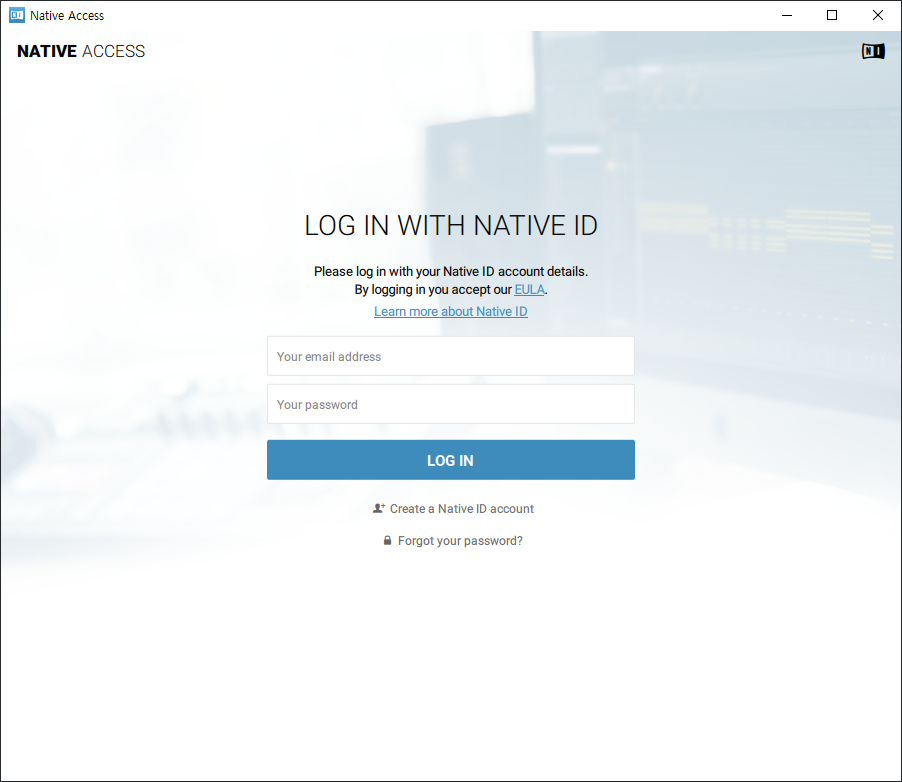 Native Access
NATIVE ACCESS
NI
LOG IN WITH NATIVE ID
Please log in with your Native ID account details.
By logging in you accept our EULA.
Learn more about Native ID
Your email address
Your password
LOG IN
Create a Native ID account
Forgot your password?